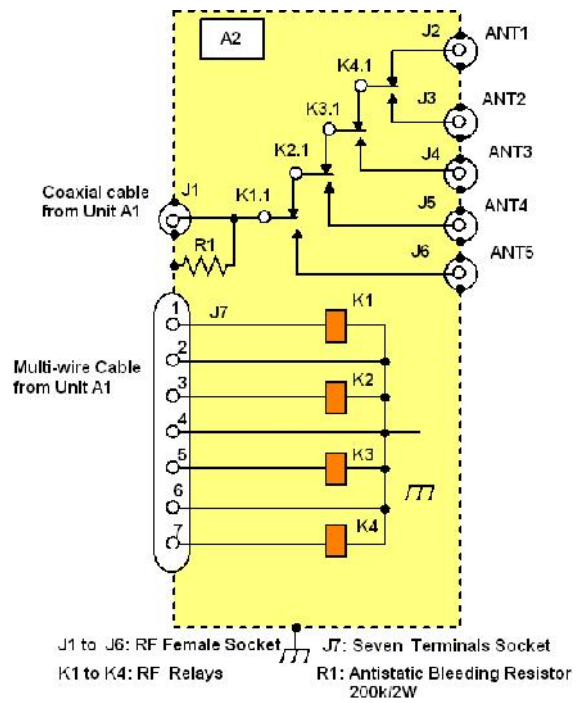 A2
J2 ANT1
K4.1
J3 ANT2
K3.1
J4 ANT3
K2.1
J5 ANT4
Coaxial cable
from Unit A1
J1
K1.1
J6 ANT5
R1
1
J7
K1
2
Multi-wire Cable
from Unit A1
3
K2
4
5
K3
6
7
K4
J1 to J6: RF Female Socket
J7: Seven Terminals Socket
K1 to K4: RF Relays
R1: Antistatic Bleeding Resistor
200k/2W